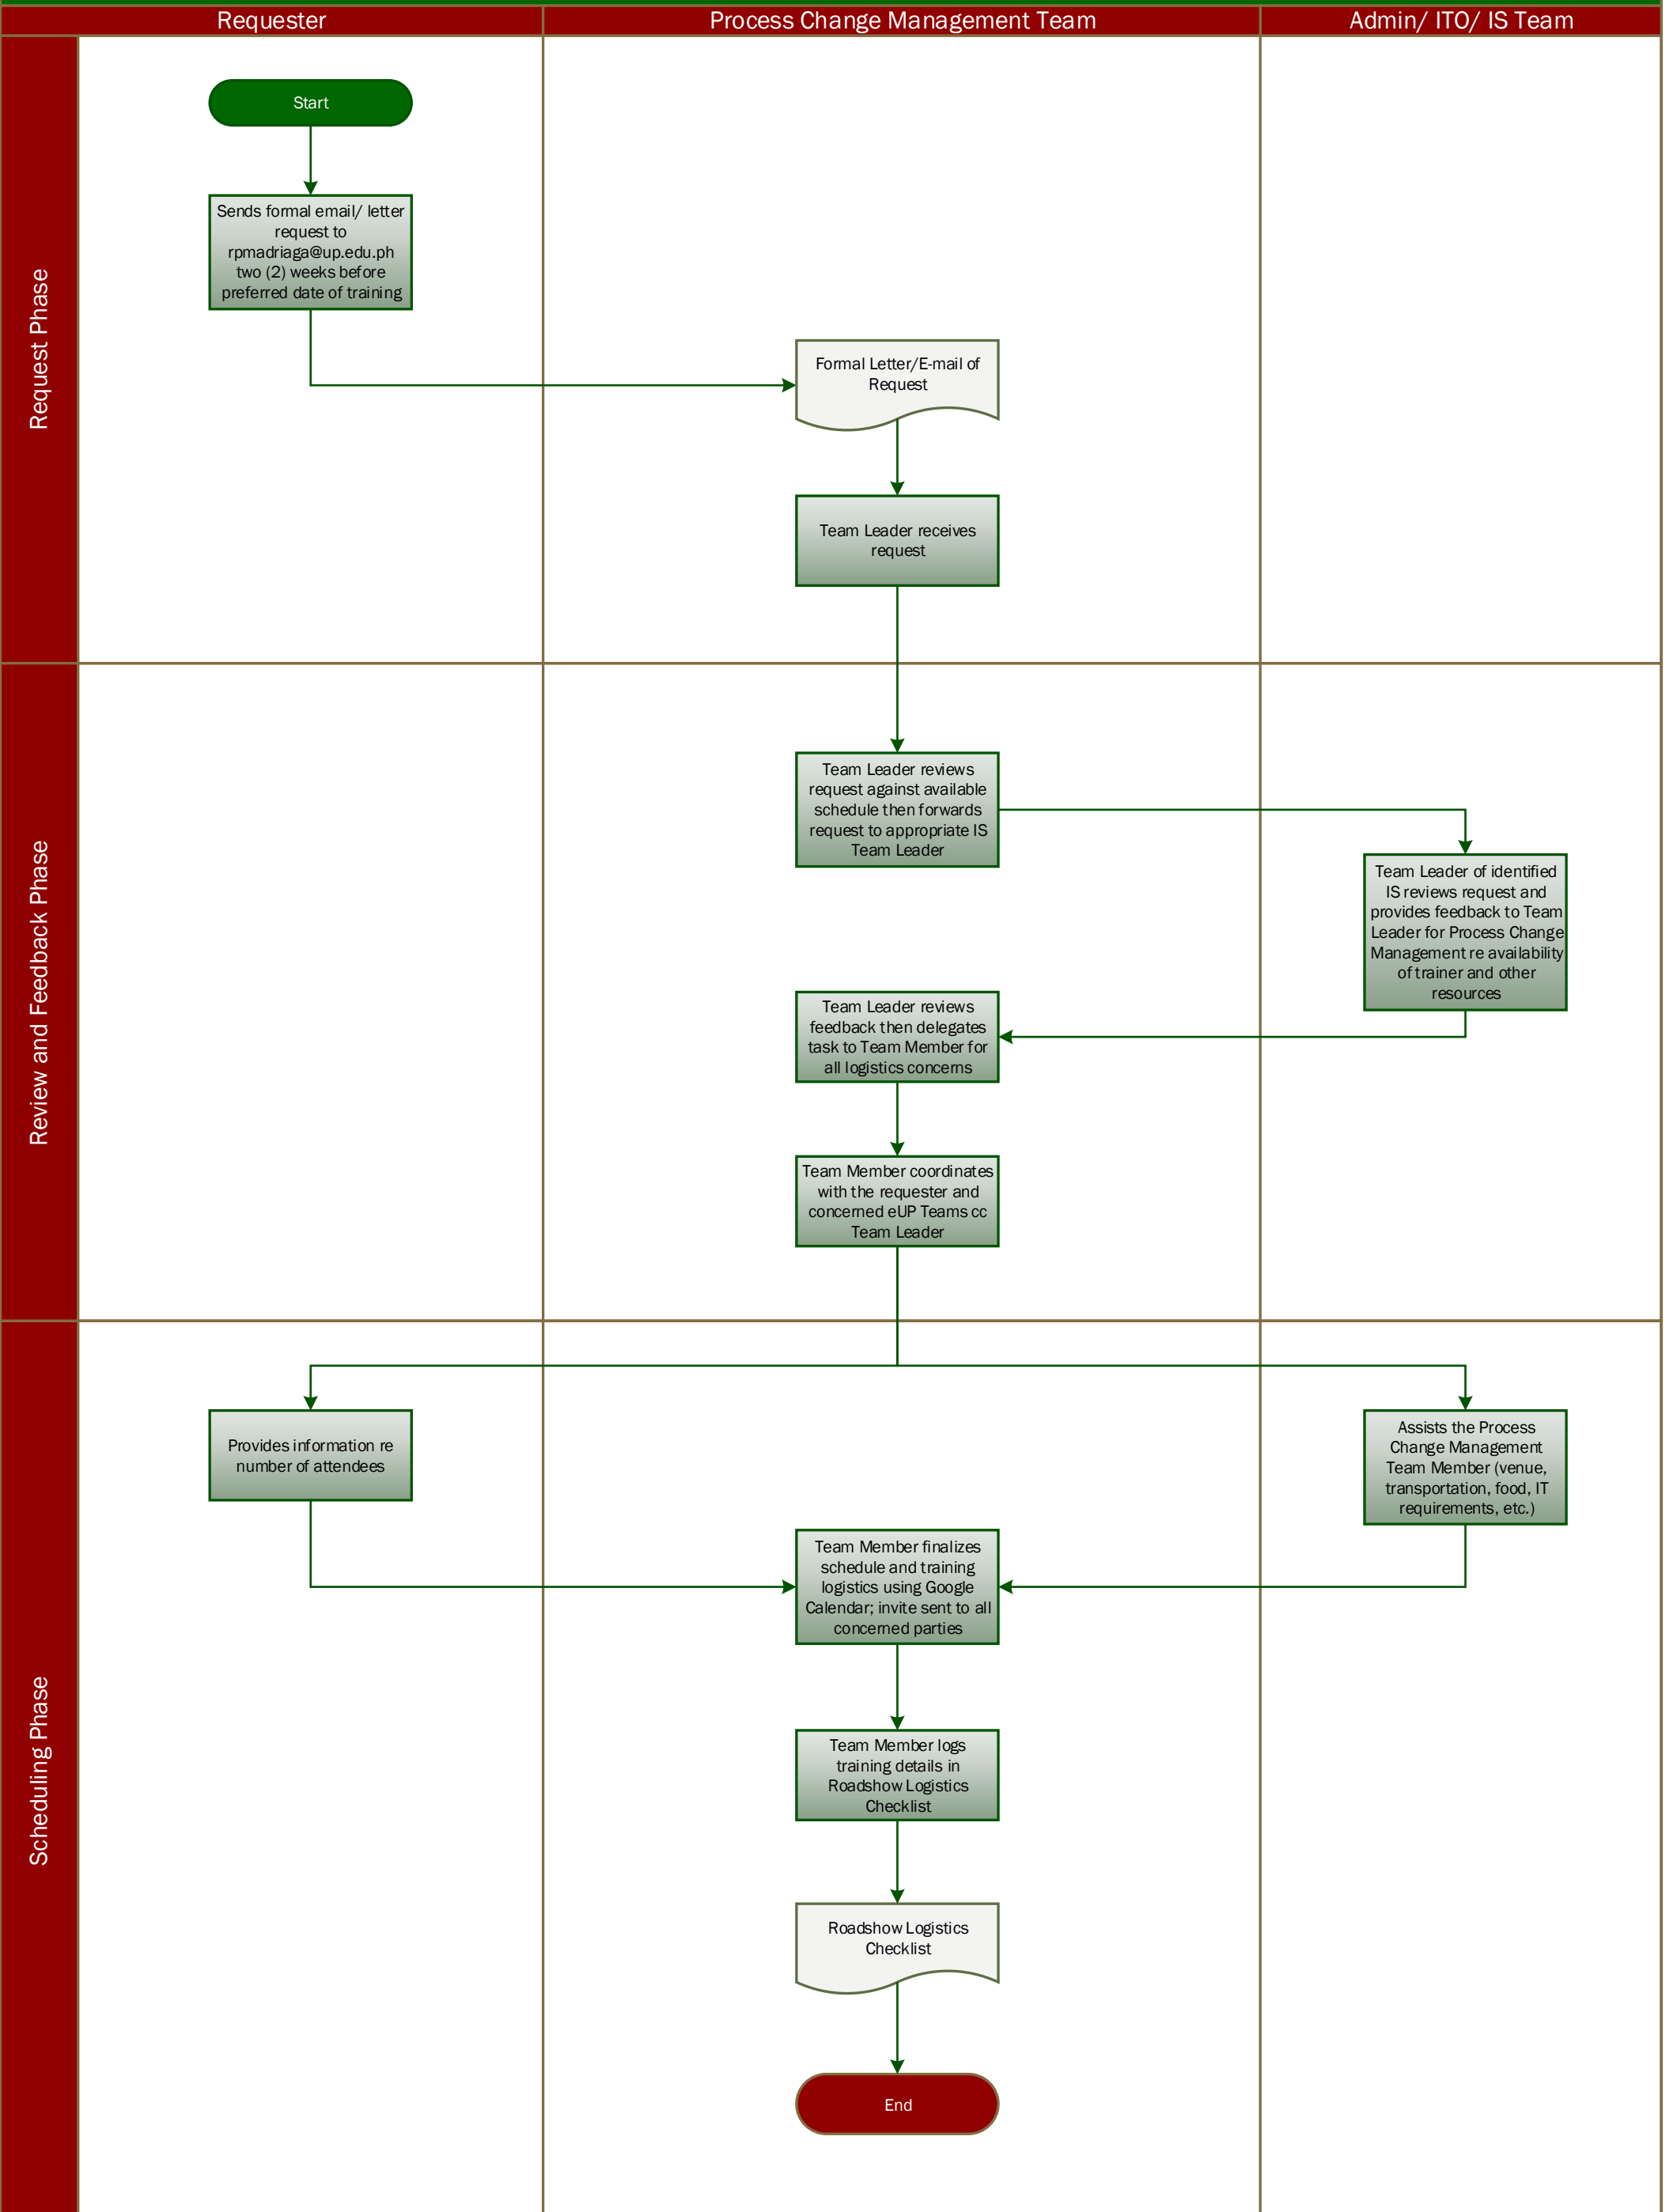 Requester
Process Change Management Team
Admin/ ITO/ IS Team
Request Phase
Start
Sends formal email/ letter
request to
rpmadriaga@up.edu.ph
two (2) weeks before
preferred date of training
Formal Letter/E-mail of
Request
Team Leader receives
request
Review and Feedback Phase
Team Leader reviews
request against available
schedule then forwards
request to appropriate IS
Team Leader
Team Leader of identified
IS reviews request and
provides feedback to Team
Leader for Process Change
Management re availability
of trainer and other
resources
Team Leader reviews
feedback then delegates
task to Team Member for
all logistics concerns
Team Member coordinates
with the requester and
concerned eUP Teams cc
Team Leader
Scheduling Phase
Provides information re
number of attendees
Assists the Process
Change Management
Team Member (venue,
transportation, food, IT
requirements, etc.)
Team Member finalizes
schedule and training
logistics using Google
Calendar; invite sent to all
concerned parties
Team Member logs
training details in
Roadshow Logistics
Checklist
Roadshow Logistics
Checklist
End